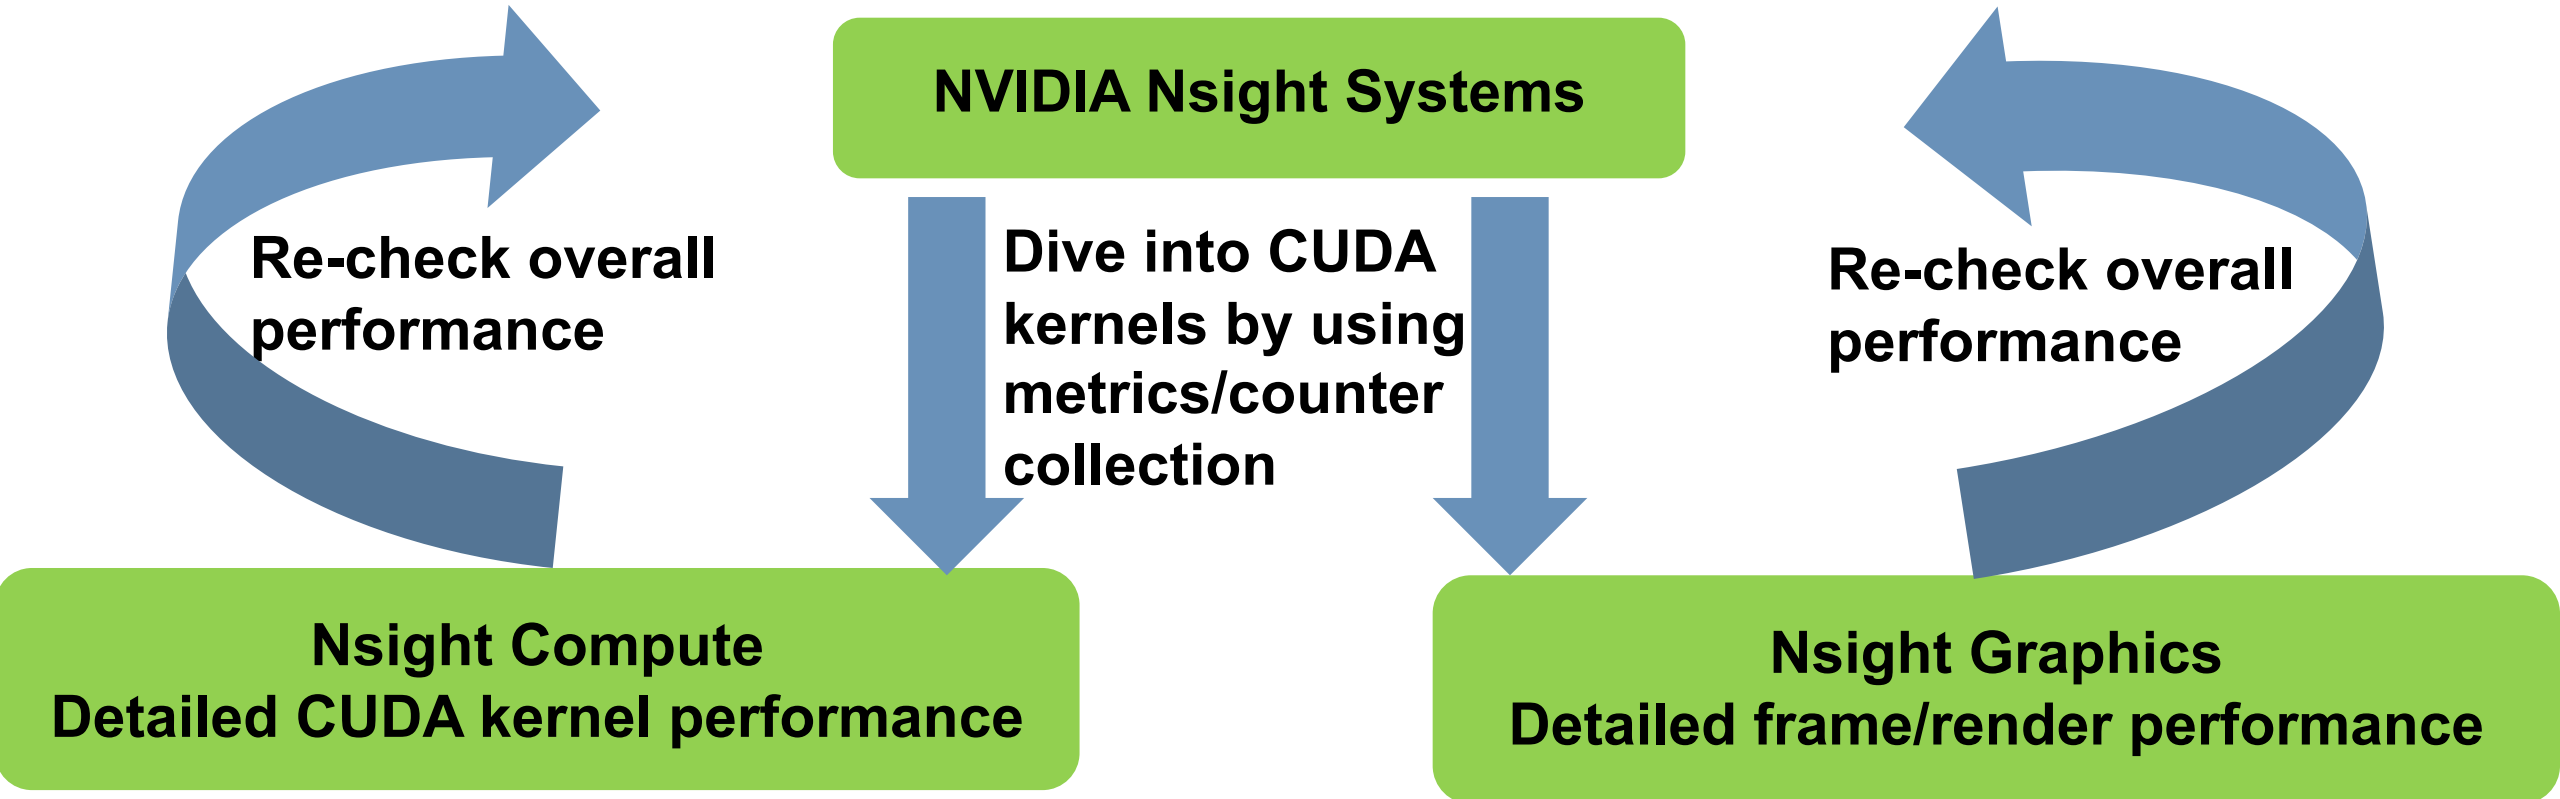 NVIDIA Nsight Systems
Re-check overall
performance
Dive into CUDA
kernels by using
metrics/counter
collection
Re-check overall
performance
Nsight Compute
Detailed CUDA kernel performance
Nsight Graphics
Detailed frame/render performance